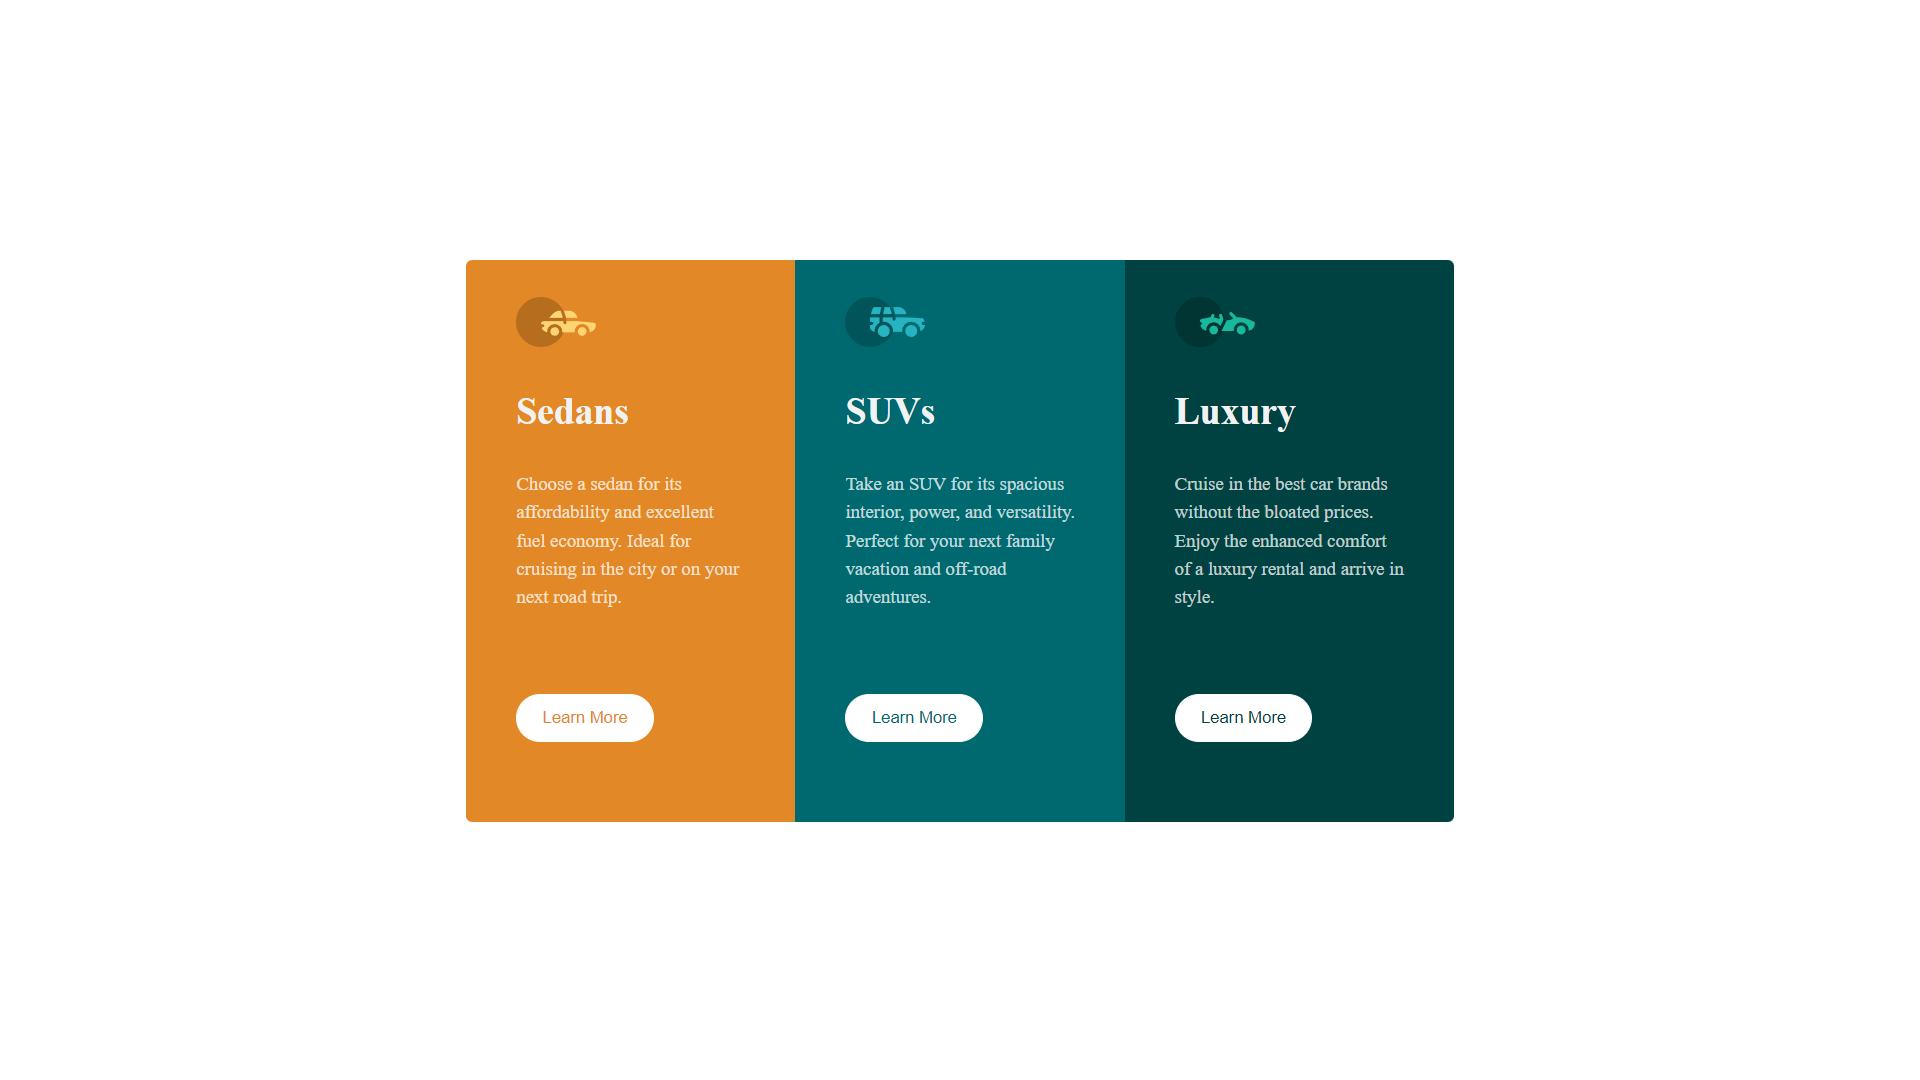 Sedans
Choose a sedan for its
affordability and excellent
fuel economy. Ideal for
cruising in the city or on your
next road trip.
Learn More
SUVs
Take an SUV for its spacious
interior, power, and versatility.
Perfect for your next family
vacation and off-road
adventures.
Learn More
Luxury
Cruise in the best car brands
without the bloated prices.
Enjoy the enhanced comfort
of a luxury rental and arrive in
style.
Learn More